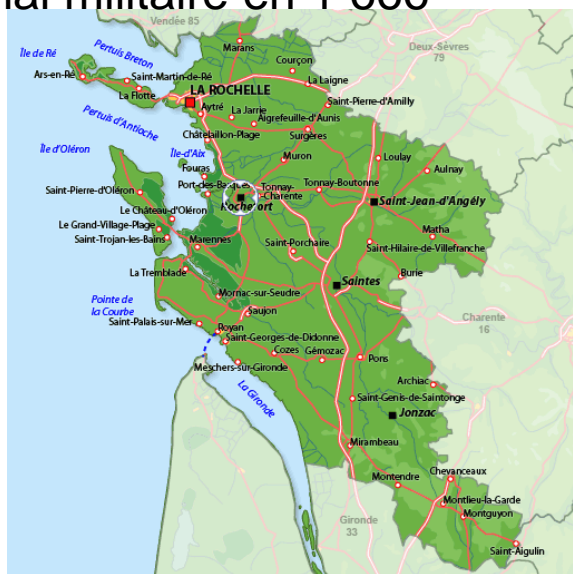 Vendée 85
Deux-Sèvres
79
Île de Ré
Pertuis Breton
Marans
Courçon
Ars-en-Ré
Saint-Martin-de-Ré
La Laigne
La Flotte
LA ROCHELLE
Saint-Pierre-d'Amilly
Aytré
La Jarrie
Aigrefeuille-d'Aunis
Pertuis d'Antioche
Châtelaillon-Plage
Surgères
Île d'Oléron
Île-d'Aix
Muron
Loulay
Fouras
Aulnay
Port-des-Barques
Tonnay-
Charente
Tonnay-Boutonne
Saint-Pierre-d'Oléron
Rochefort
Saint-Jean-d'Angély
Le Château-d'Oléron
Le Grand-Village-Plage
Matha
Saint-Trojan-les-Bains
Marennes
Saint-Porchaire
Saint-Hilaire-de-Villefranche
La Tremblade
Burie
Saintes
Pointe de
la Courbe
Mornac-sur-Seudre
Saujon
Charente
16
Saint-Palais-sur-Mer
Royan
Saint-Georges-de-Didonne
Cozes
Gémozac
Pons
Meschers-sur-Gironde
La Gironde
Archiac
Saint-Genis-de-Saintonge
Jonzac
Mirambeau
Montendre
Chevanceaux
Montlieu-la-Garde
Montguyon
Gironde
33
Saint-Aigulin